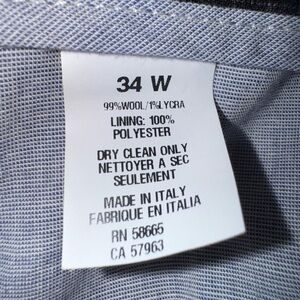 34 W
99%WOOL/1%LYCRA
LINING: 100%
POLYESTER
DRY CLEAN ONLY
NETTOYER A SEC
SEULEMENT
MADE IN ITALY
FABRIQUE EN ITALIA
RN 58665
CA 57963